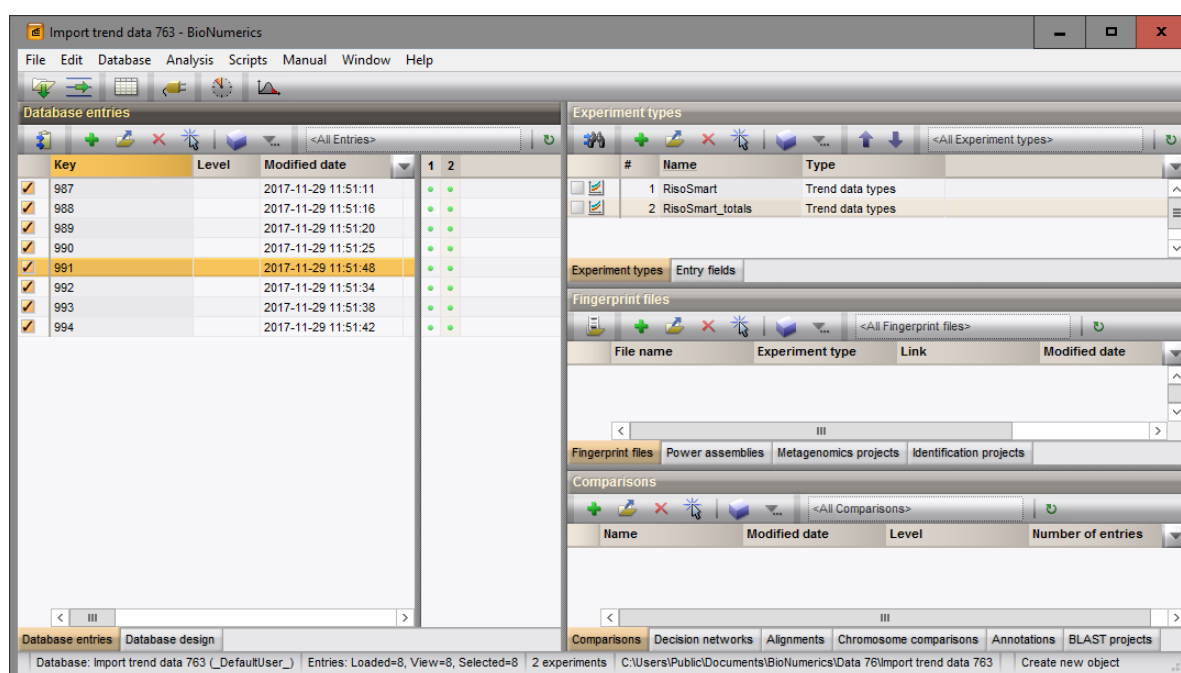 Import trend data 763 - BioNumerics
File Edit Database Analysis Scripts Manual Window Help
Database entries
<All Entries>
Key Level Modified date 1 2
987 2017-11-29 11:51:11
988 2017-11-29 11:51:16
989 2017-11-29 11:51:20
990 2017-11-29 11:51:25
991 2017-11-29 11:51:48
992 2017-11-29 11:51:34
993 2017-11-29 11:51:38
994 2017-11-29 11:51:42
Database entries Database design
Experiment types
<All Experiment types>
# Name Type
1 RisoSmart Trend data types
2 RisoSmart_totals Trend data types
Experiment types Entry fields
Fingerprint files
<All Fingerprint files>
File name Experiment type Link Modified date
Fingerprint files Power assemblies Metagenomics projects Identification projects
Comparisons
<All Comparisons>
Name Modified date Level Number of entries
Comparisons Decision networks Alignments Chromosome comparisons Annotations BLAST projects
Database: Import trend data 763 (_DefaultUser_) Entries: Loaded=8, View=8, Selected=8 2 experiments C:\Users\Public\Documents\BioNumerics\Data 76\Import trend data 763 Create new object